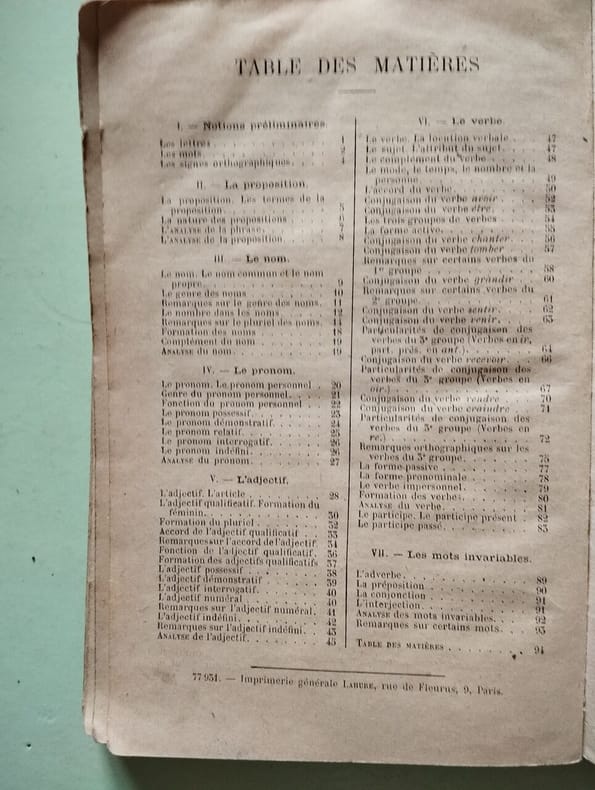 TABLE DES MATIÈRES
I. — Notions préliminaires.
Les lettres . . . . . . . . . . . 1
Les mots. . . . . . . . . . . . 2
Les signes orthographiques. . . . . . 4
II. — La proposition.
La proposition. Les termes de la
proposition. . . . . . . . . . . 5
La nature des propositions . . . . . 6
L'ANALYSE de la phrase. . . . . . . 7
L'ANALYSE de la proposition. . . . . 8
III. — Le nom.
Le nom. Le nom commun et le nom
propre. . . . . . . . . . . . 9
Le genre des noms . . . . . . . . 10
Remarques sur le genre des noms. . 11
Le nombre dans les noms . . . . . 12
Remarques sur le pluriel des noms. . 14
Formation des noms . . . . . . . 18
Complément du nom . . . . . . . 19
ANALYSE du nom. . . . . . . . . 19
IV. — Le pronom.
Le pronom. Le pronom personnel . . 20
Genre du pronom personnel. . . . . 21
Fonction du pronom personnel . . . 22
Le pronom possessif. . . . . . . . 23
Le pronom démonstratif. . . . . . 24
Le pronom relatif. . . . . . . . . 25
Le pronom interrogatif. . . . . . . 26
Le pronom indéfini. . . . . . . . 26
ANALYSE du pronom. . . . . . . . 27
V. — L'adjectif.
L'adjectif. L'article . . . . . . . . 28
L'adjectif qualificatif. Formation du
féminin. . . . . . . . . . . . 30
Formation du pluriel . . . . . . . 32
Accord de l'adjectif qualificatif . . . 33
Remarques sur l'accord de l'adjectif. 34
Fonction de l'adjectif qualificatif. . . 36
Formation des adjectifs qualificatifs 37
L'adjectif possessif . . . . . . . . 38
L'adjectif démonstratif . . . . . . 39
L'adjectif interrogatif. . . . . . . 40
L'adjectif numéral . . . . . . . . 40
Remarques sur l'adjectif numéral. . 41
L'adjectif indéfini. . . . . . . . . 42
Remarques sur l'adjectif indéfini. . . 43
ANALYSE de l'adjectif. . . . . . . . 45
VI. — Le verbe.
Le verbe. La locution verbale. . . . 47
Le sujet. L'attribut du sujet. . . . . 47
Le complément du verbe . . . . . 48
Le mode, le temps, le nombre et la
personne. . . . . . . . . . . . 49
L'accord du verbe. . . . . . . . . 50
Conjugaison du verbe avoir . . . . 52
Conjugaison du verbe être. . . . . 53
Les trois groupes de verbes . . . . 54
La forme active. . . . . . . . . . 55
Conjugaison du verbe chanter . . . 56
Conjugaison du verbe tomber . . . 57
Remarques sur certains verbes du
1er groupe . . . . . . . . . . . 58
Conjugaison du verbe grandir . . . 60
Remarques sur certains verbes du
2e groupe. . . . . . . . . . . 61
Conjugaison du verbe sentir . . . . 62
Conjugaison du verbe venir. . . . . 63
Particularités de conjugaison des
verbes du 3e groupe (Verbes en ir,
part. prés. en ant.). . . . . . . . 64
Conjugaison du verbe recevoir. . . . 66
Particularités de conjugaison des
verbes du 3e groupe (Verbes en
oir.) . . . . . . . . . . . . . 67
Conjugaison du verbe rendre . . . . 70
Conjugaison du verbe craindre . . . 71
Particularités de conjugaison des
verbes du 3e groupe (Verbes en
re.) . . . . . . . . . . . . . 72
Remarques orthographiques sur les
verbes du 3e groupe. . . . . . . 75
La forme passive. . . . . . . . . 77
La forme pronominale . . . . . . . 78
Le verbe impersonnel. . . . . . . 79
Formation des verbes. . . . . . . 80
ANALYSE du verbe. . . . . . . . . 81
Le participe. Le participe présent . . 82
Le participe passé. . . . . . . . . 83
VII. — Les mots invariables.
L'adverbe. . . . . . . . . . . . 89
La préposition . . . . . . . . . . 90
La conjonction . . . . . . . . . . 91
L'interjection. . . . . . . . . . . 91
ANALYSE des mots invariables. . . . 92
Remarques sur certains mots. . . . 93
TABLE DES MATIÈRES . . . . . . . . 94
77 931. — Imprimerie générale LAHURE, rue de Fleurus, 9, Paris.